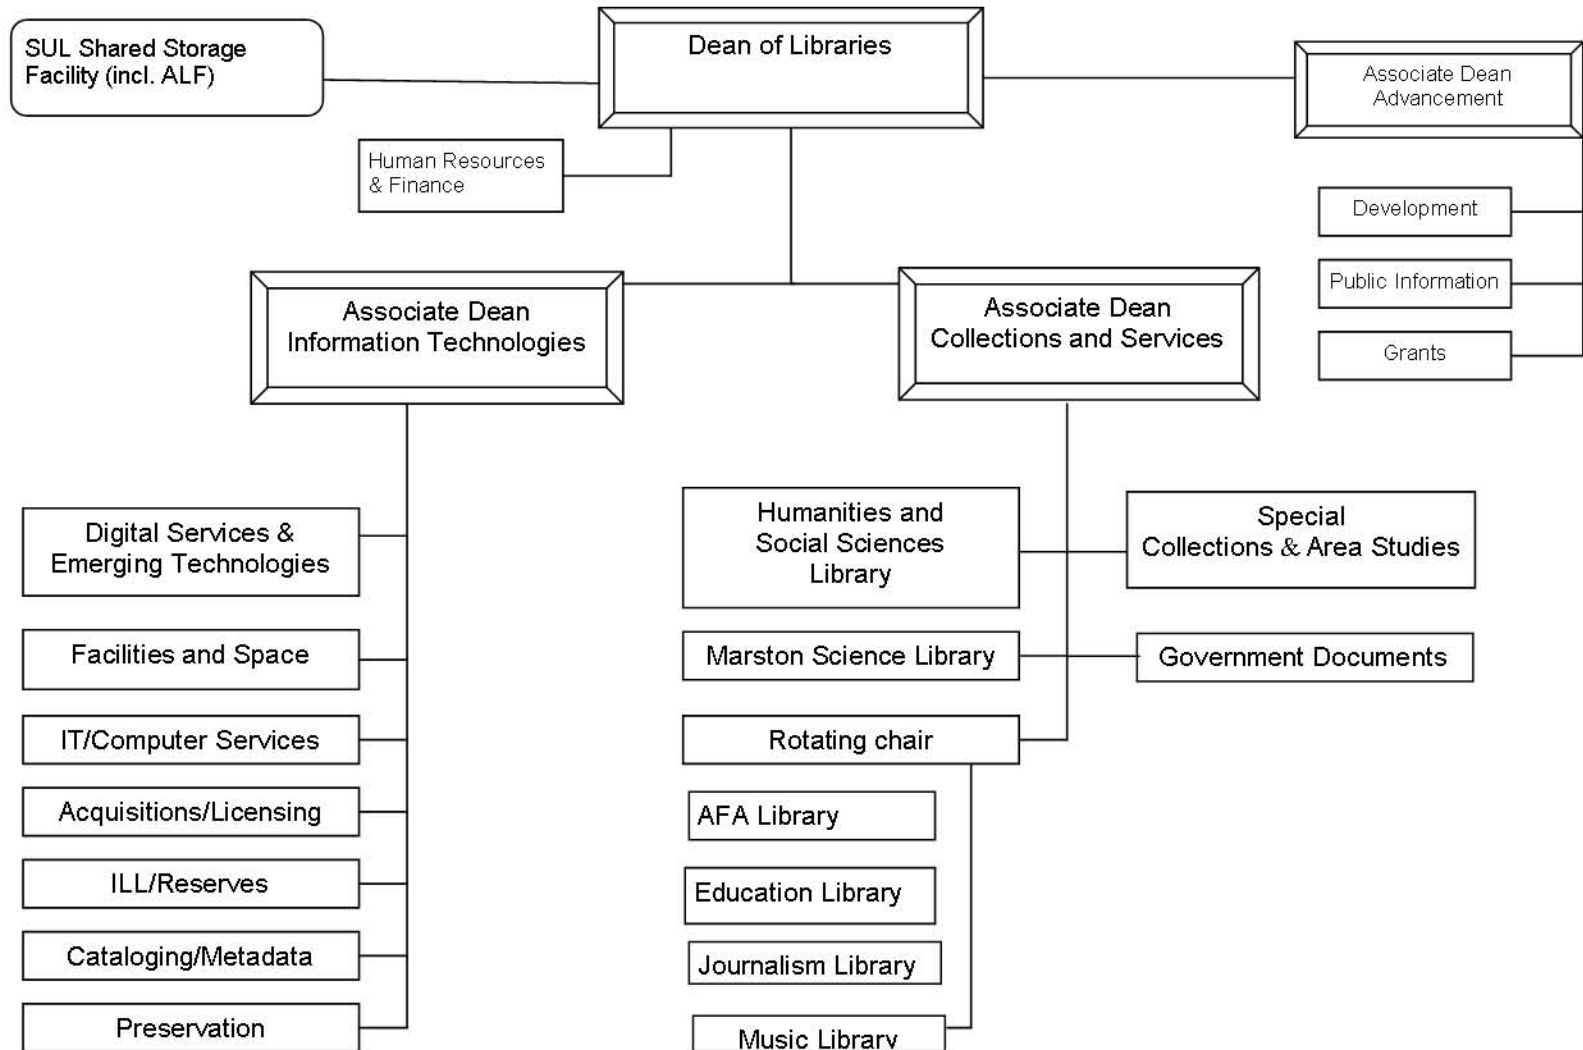 SUL Shared Storage
Facility (incl. ALF)
Dean of Libraries
Associate Dean
Advancement
Human Resources
& Finance
Development
Public Information
Grants
Associate Dean
Information Technologies
Associate Dean
Collections and Services
Digital Services &
Emerging Technologies
Facilities and Space
IT/Computer Services
Acquisitions/Licensing
ILL/Reserves
Cataloging/Metadata
Preservation
Humanities and
Social Sciences
Library
Special
Collections & Area Studies
Marston Science Library
Government Documents
Rotating chair
AFA Library
Education Library
Journalism Library
Music Library